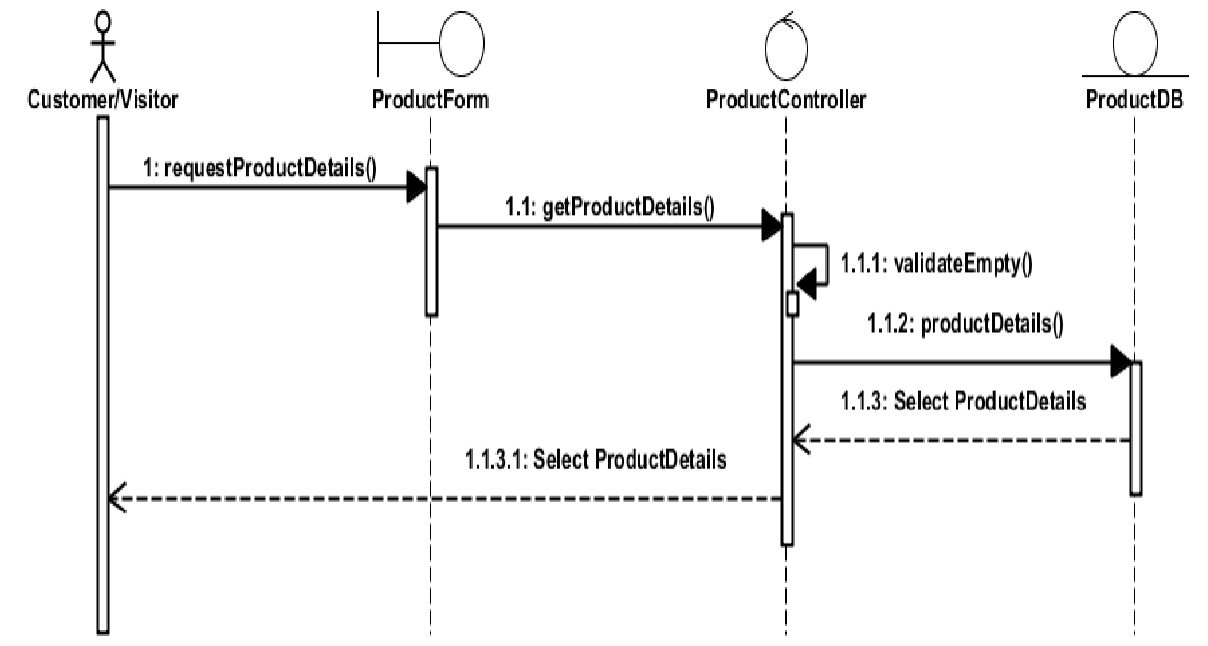 Customer/Visitor
ProductForm
ProductController
ProductDB
1: requestProductDetails()
1.1: getProductDetails()
1.1.1: validateEmpty()
1.1.2: productDetails()
1.1.3: Select ProductDetails
1.1.3.1: Select ProductDetails